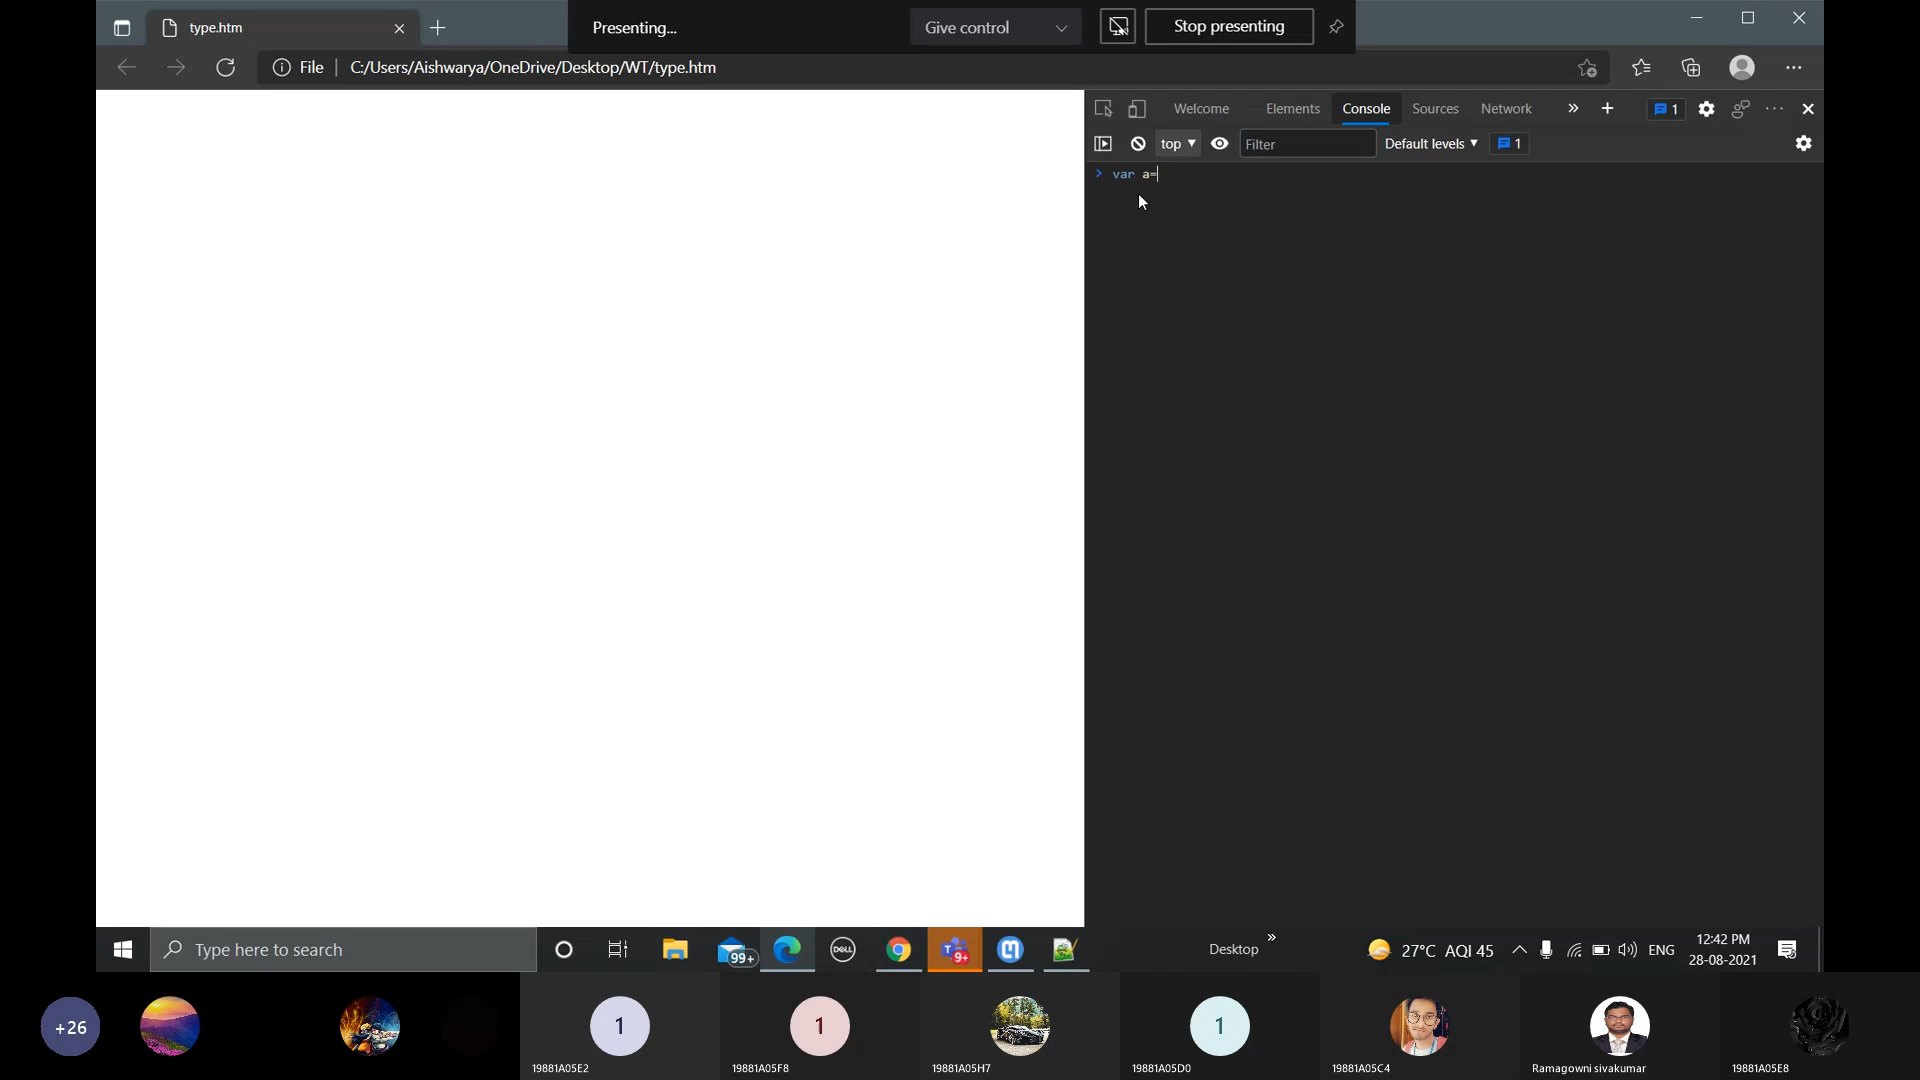 type.htm
Presenting...
Give control
Stop presenting
File
C:/Users/Aishwarya/OneDrive/Desktop/WT/type.htm
Welcome
Elements
Console
Sources
Network
1
top
Filter
Default levels
1
> var a=
Type here to search
99+
DELL
9+
Desktop
27°C AQI 45
ENG
12:42 PM
28-08-2021
+26
1
1
1
19881A05E2
19881A05F8
19881A05H7
19881A05D0
19881A05C4
Ramagowni sivakumar
19881A05E8